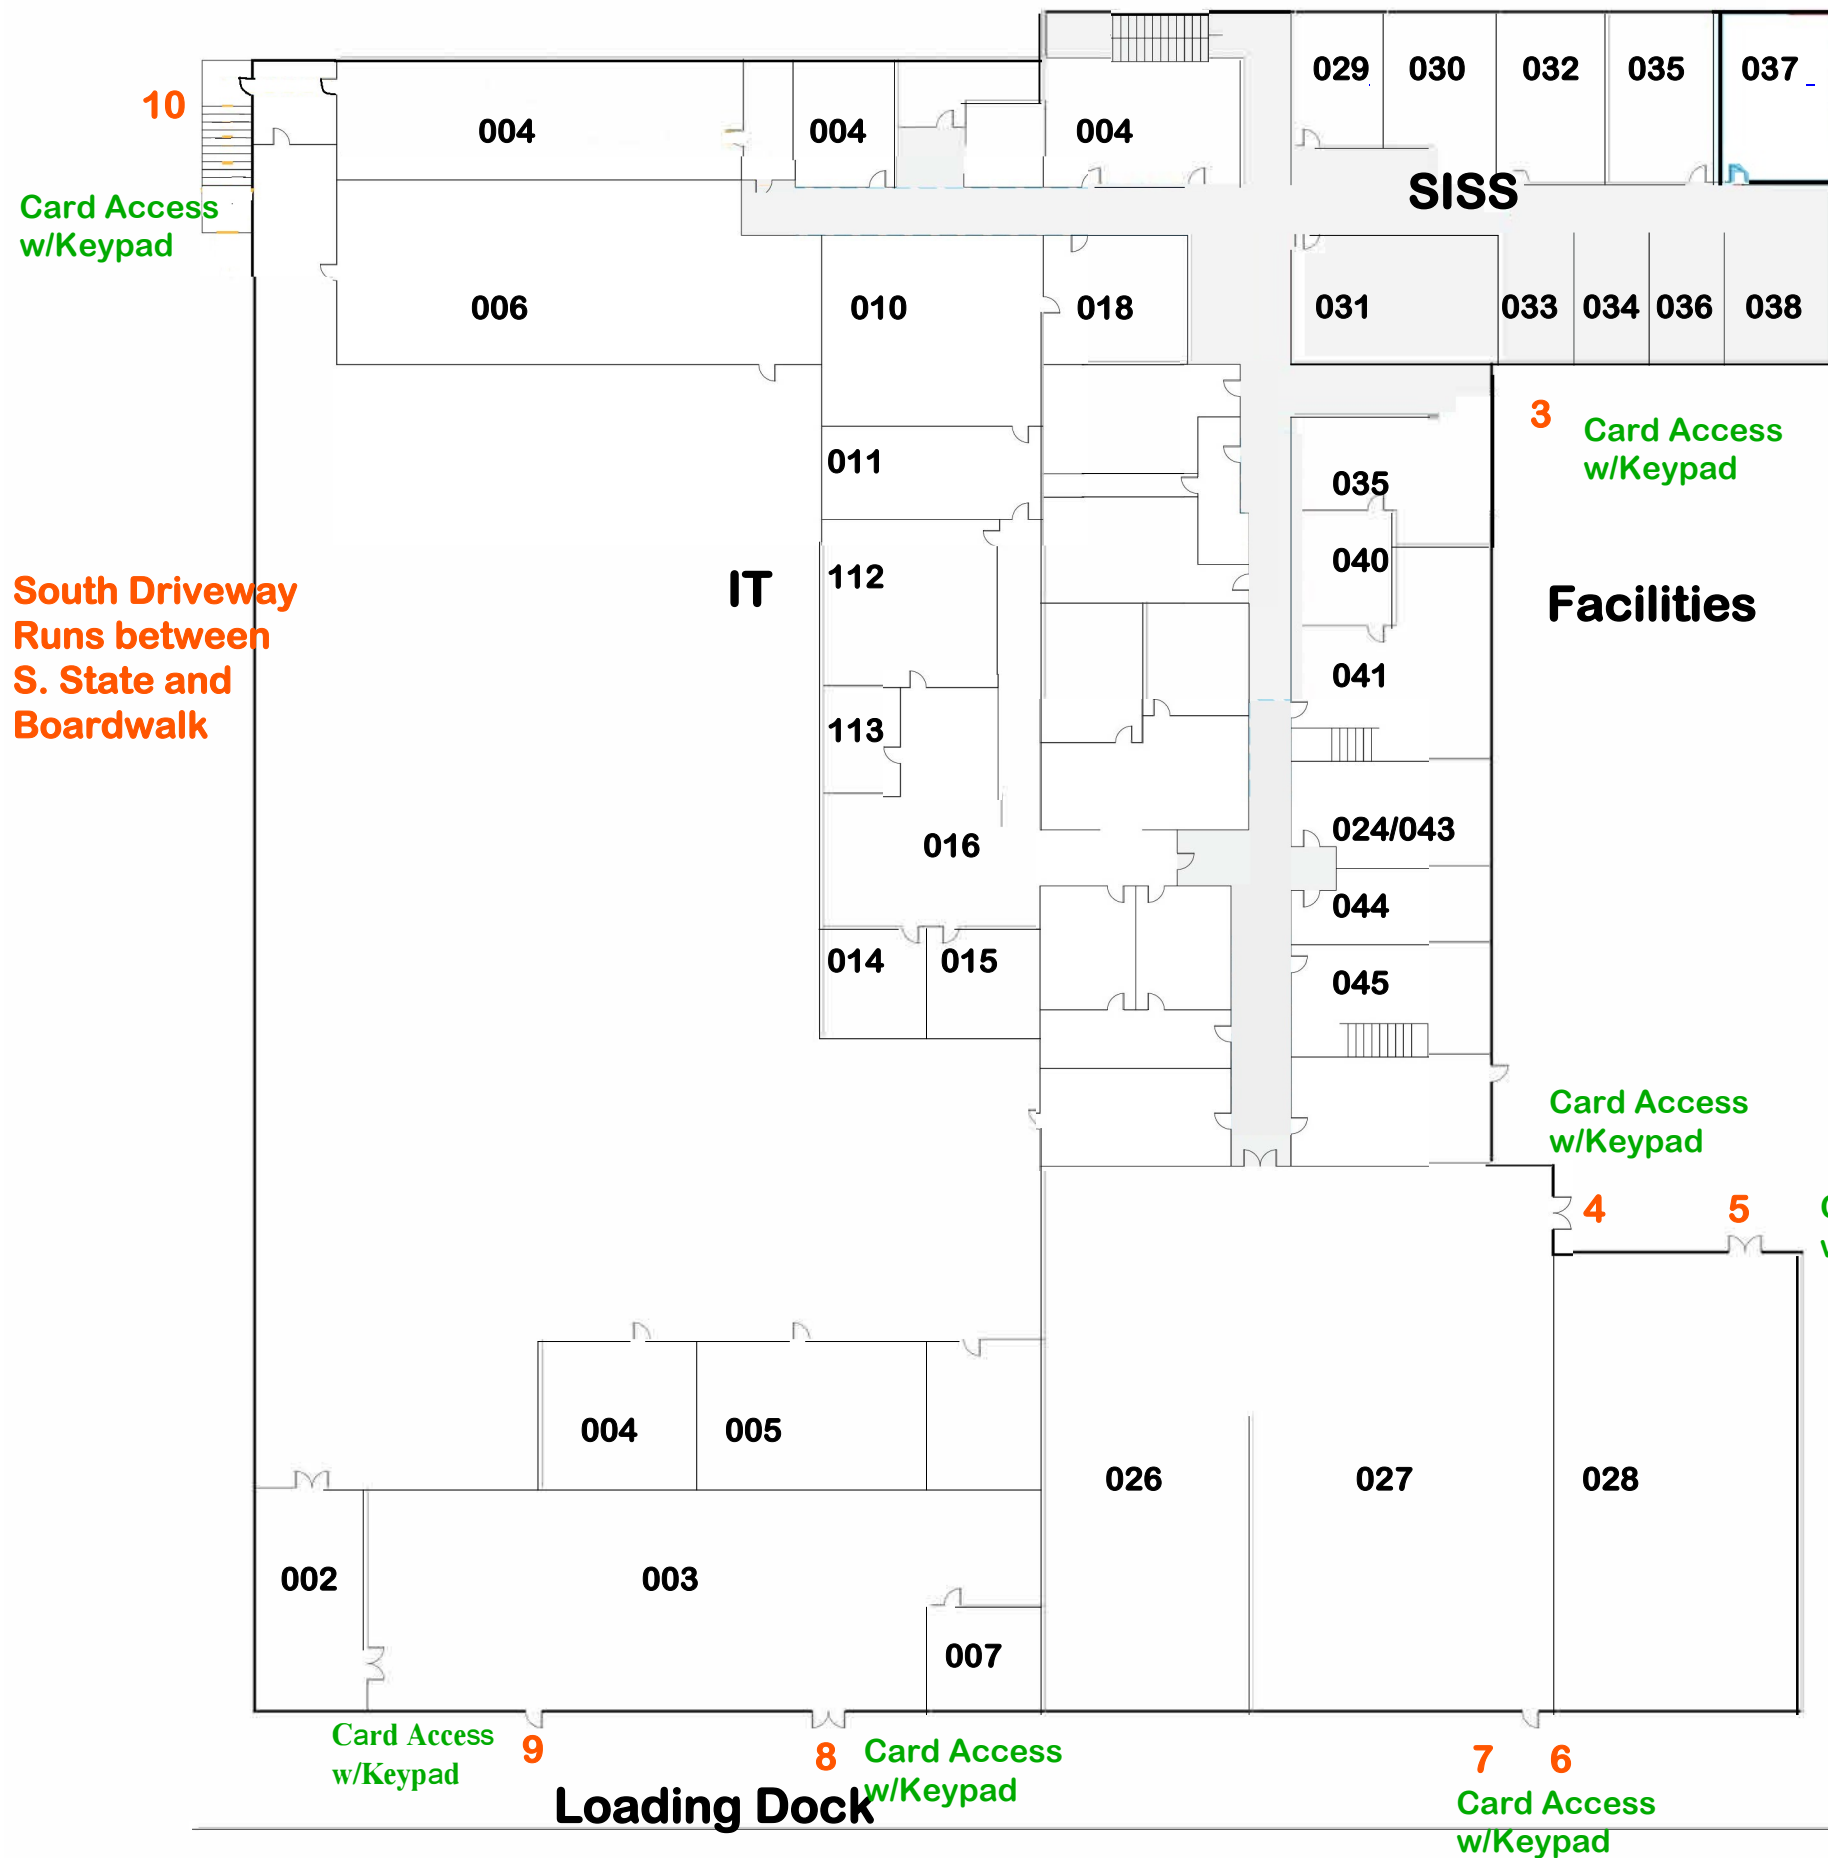 029
030
032
035
037
10
004
004
004
SISS
Card Access
w/Keypad
006
010
018
031
033
034
036
038
3
Card Access
w/Keypad
011
035
040
112
IT
Facilities
South Driveway
Runs between
S. State and
Boardwalk
041
113
024/043
016
044
014
015
045
Card Access
w/Keypad
4
5
004
005
026
027
028
002
003
007
Card Access
w/Keypad
9
8
Card Access
w/Keypad
7
6
Loading Dock
Card Access
w/Keypad